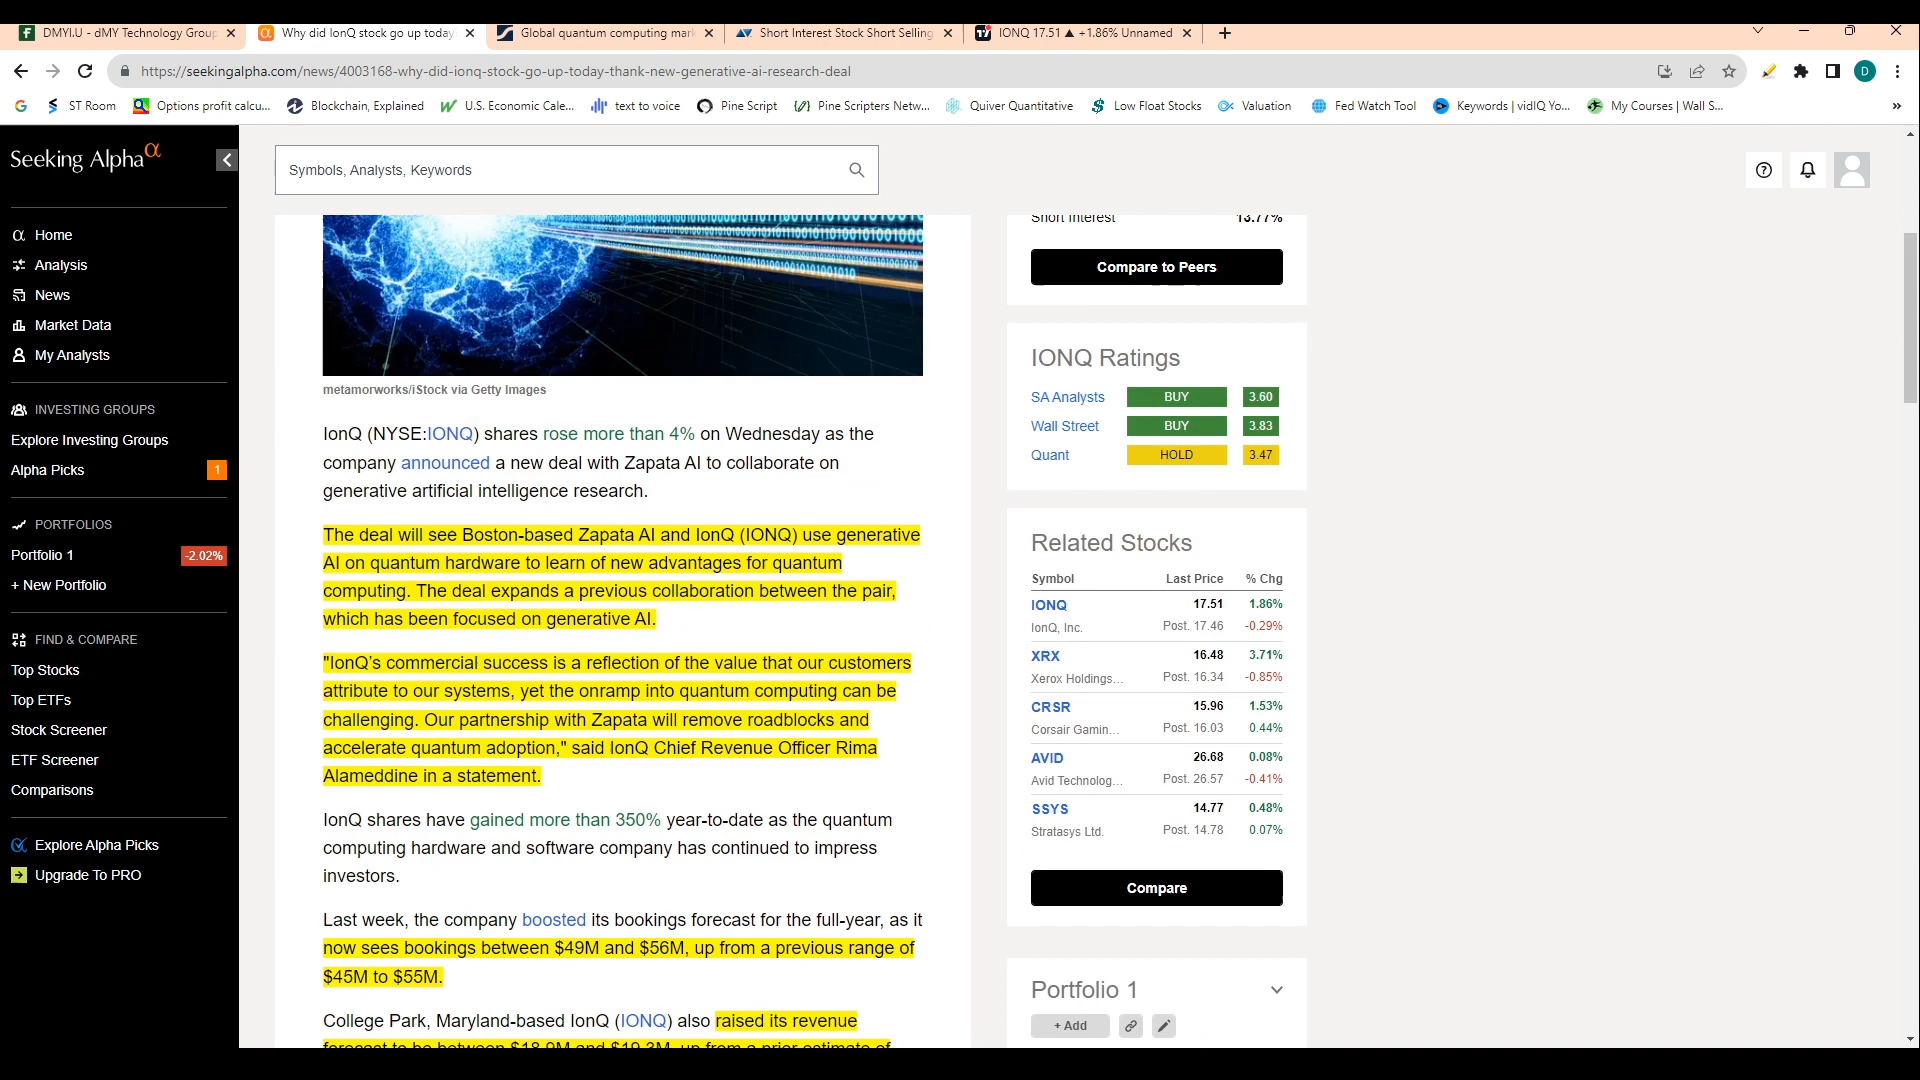 DMYI.U - dMY Technology Group
Why did IonQ stock go up today
Global quantum computing mark
Short Interest Stock Short Selling
IONQ 17.51 ▲ +1.86% Unnamed
https://seekingalpha.com/news/4003168-why-did-ionq-stock-go-up-today-thank-new-generative-ai-research-deal
D
ST Room
Options profit calcu...
Blockchain, Explained
U.S. Economic Cale...
text to voice
Pine Script
Pine Scripters Netw...
Quiver Quantitative
Low Float Stocks
Valuation
Fed Watch Tool
Keywords | vidIQ Yo...
My Courses | Wall S...
»
Seeking Alpha α
Symbols, Analysts, Keywords
Home
Analysis
News
Market Data
My Analysts
INVESTING GROUPS
Explore Investing Groups
Alpha Picks 1
PORTFOLIOS
Portfolio 1 -2.02%
+ New Portfolio
FIND & COMPARE
Top Stocks
Top ETFs
Stock Screener
ETF Screener
Comparisons
Explore Alpha Picks
Upgrade To PRO
metamorworks/iStock via Getty Images
IonQ (NYSE:IONQ) shares rose more than 4% on Wednesday as the
company announced a new deal with Zapata AI to collaborate on
generative artificial intelligence research.
The deal will see Boston-based Zapata AI and IonQ (IONQ) use generative
AI on quantum hardware to learn of new advantages for quantum
computing. The deal expands a previous collaboration between the pair,
which has been focused on generative AI.
"IonQ's commercial success is a reflection of the value that our customers
attribute to our systems, yet the onramp into quantum computing can be
challenging. Our partnership with Zapata will remove roadblocks and
accelerate quantum adoption," said IonQ Chief Revenue Officer Rima
Alameddine in a statement.
IonQ shares have gained more than 350% year-to-date as the quantum
computing hardware and software company has continued to impress
investors.
Last week, the company boosted its bookings forecast for the full-year, as it
now sees bookings between $49M and $56M, up from a previous range of
$45M to $55M.
College Park, Maryland-based IonQ (IONQ) also raised its revenue
forecast to be between $18.9M and $19.3M, up from a prior estimate of
Short Interest 13.77%
Compare to Peers
IONQ Ratings
SA Analysts BUY 3.60
Wall Street BUY 3.83
Quant HOLD 3.47
Related Stocks
Symbol Last Price % Chg
IONQ 17.51 1.86%
IonQ, Inc. Post. 17.46 -0.29%
XRX 16.48 3.71%
Xerox Holdings... Post. 16.34 -0.85%
CRSR 15.96 1.53%
Corsair Gamin... Post. 16.03 0.44%
AVID 26.68 0.08%
Avid Technolog... Post. 26.57 -0.41%
SSYS 14.77 0.48%
Stratasys Ltd. Post. 14.78 0.07%
Compare
Portfolio 1
+ Add